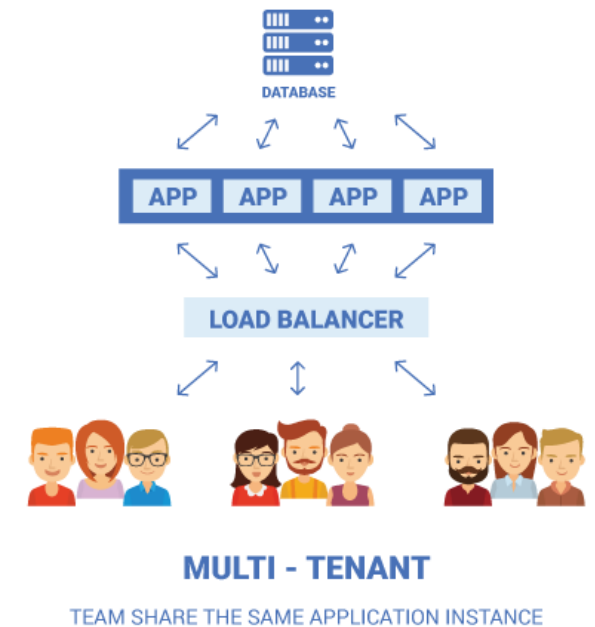 DATABASE
APP APP APP APP
LOAD BALANCER
MULTI - TENANT
TEAM SHARE THE SAME APPLICATION INSTANCE